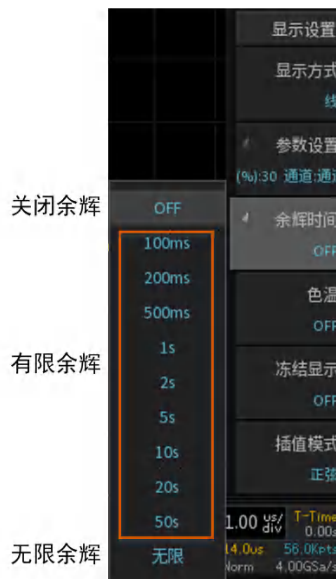 显示设置
显示方式
线
参数设置
(%):30 通道:通道
关闭余辉
OFF
余辉时间
OFF
100ms
200ms
500ms
色温
OFF
有限余辉
1s
2s
5s
冻结显示
OFF
10s
20s
50s
插值模式
正弦
1.00 μs/div
T-Time
0.00s
无限余辉
无限
14.0us 56.0Kpts
Norm 4.00GSa/s